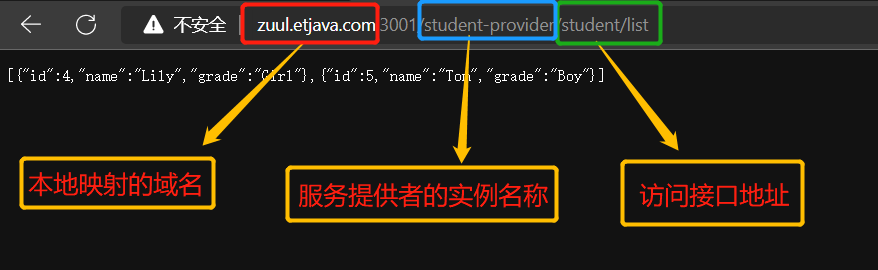 不安全 | zuul.etjava.com:3001/student-provider/student/list
[{"id":4,"name":"Lily","grade":"Girl"},{"id":5,"name":"Tom","grade":"Boy"}]
本地映射的域名
服务提供者的实例名称
访问接口地址